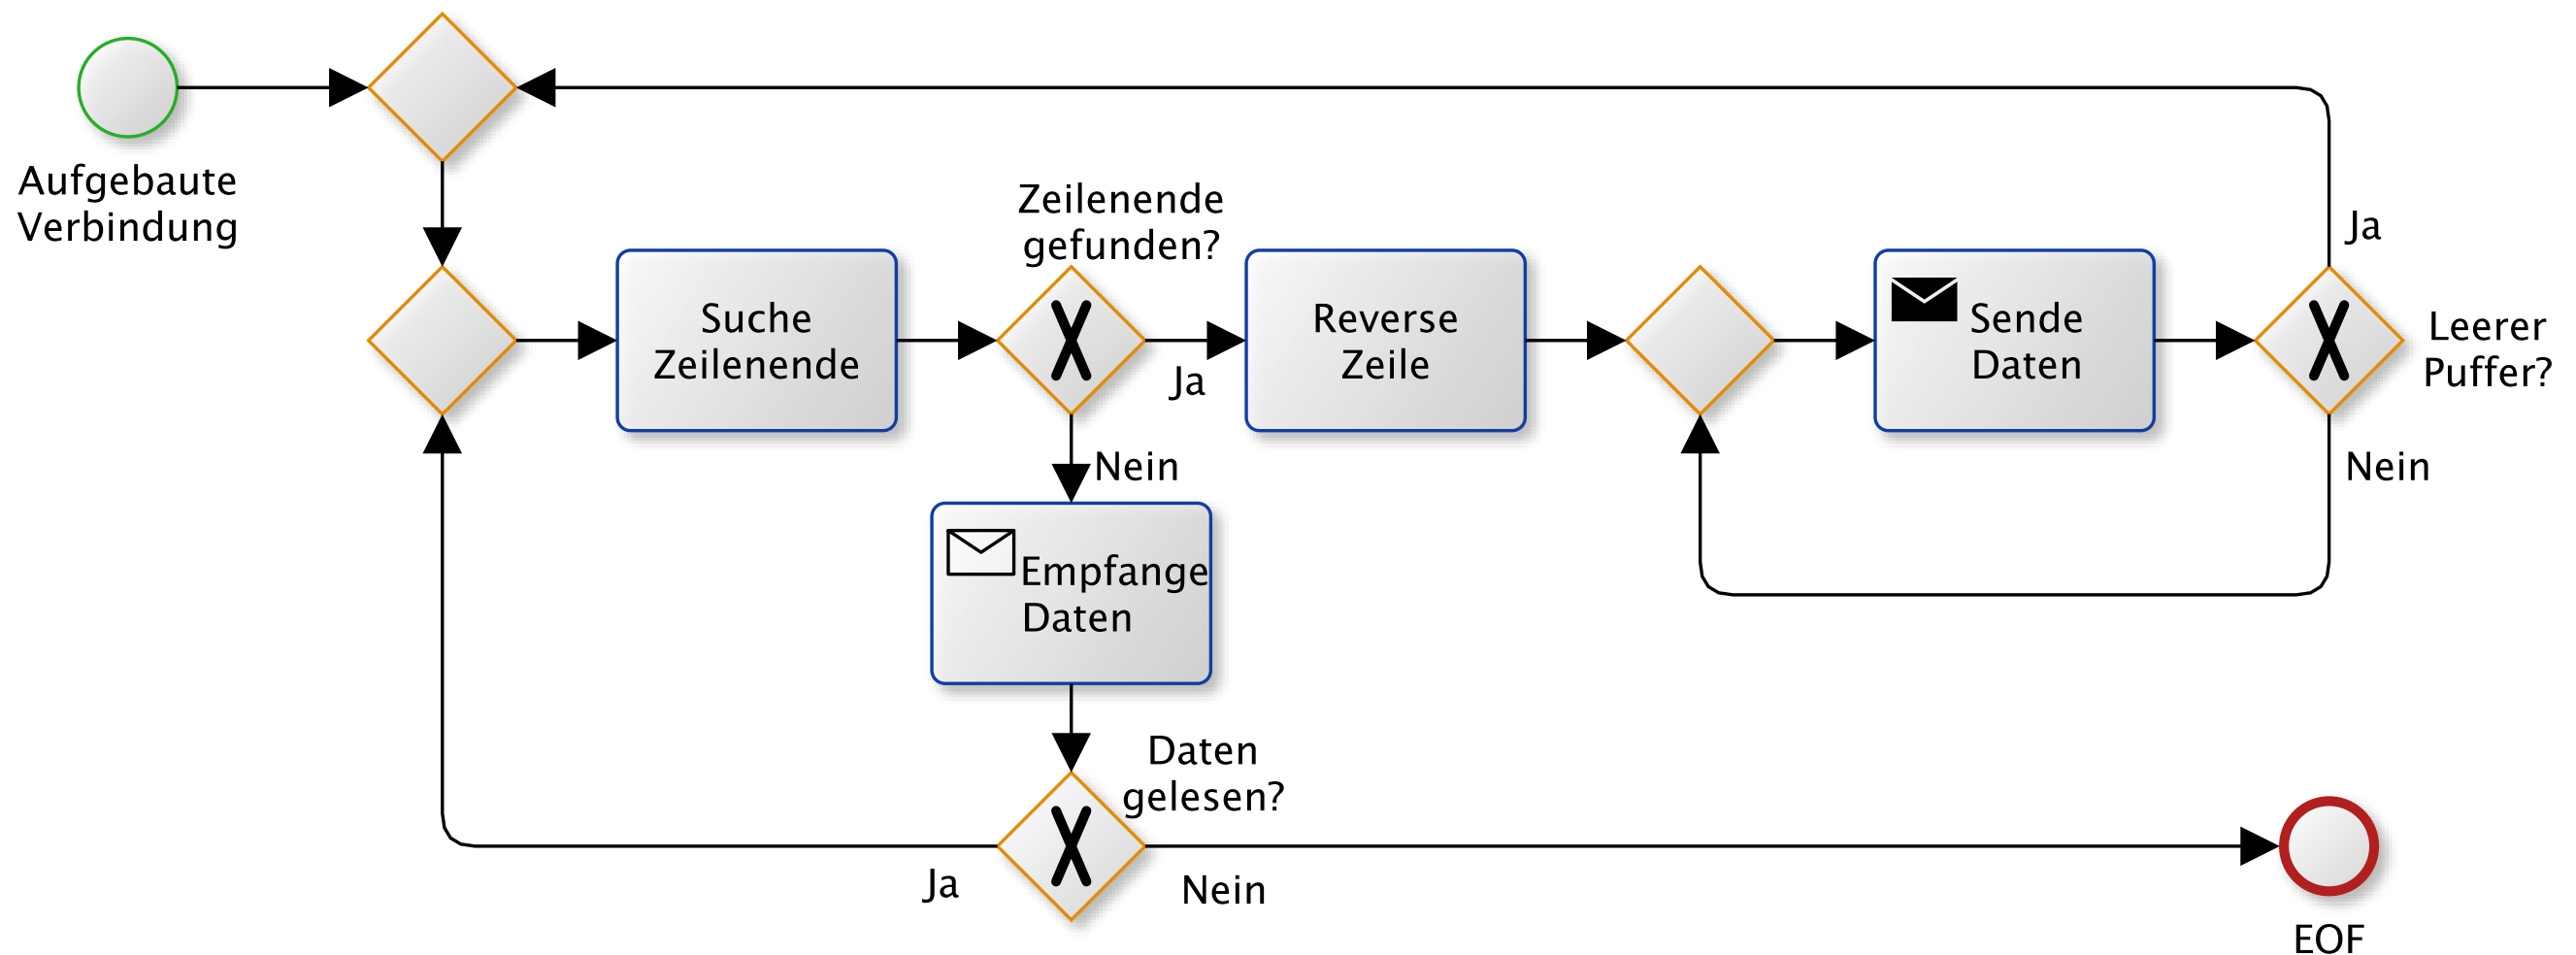 Aufgebaute
Verbindung
Suche
Zeilenende
Zeilenende
gefunden?
Ja
Nein
Reverse
Zeile
Sende
Daten
Leerer
Puffer?
Ja
Nein
Empfange
Daten
Daten
gelesen?
Ja
Nein
EOF